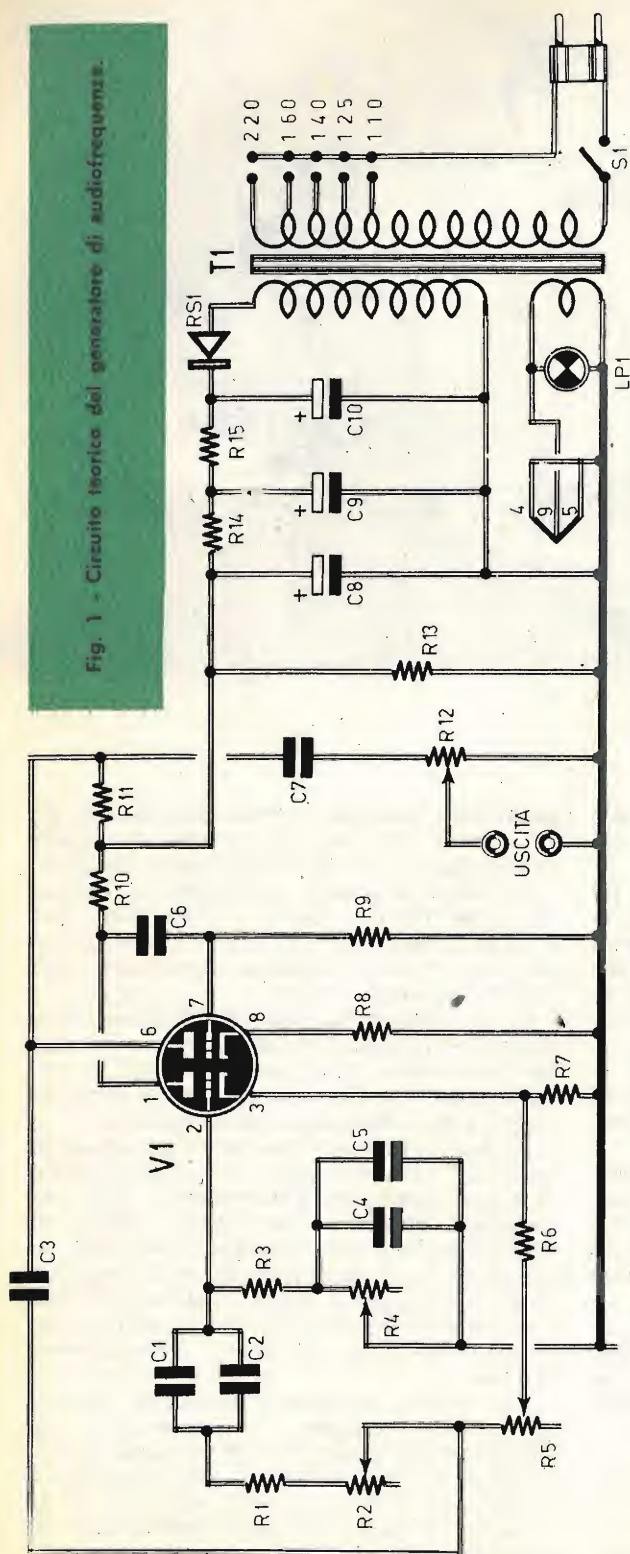 Fig. 1 - Circuito teorico del generatore di audiofrequenze.
C3
R10
R11
C6
V1
1
6
2
7
3
8
C1
C2
R1
R2
R3
C4
C5
R4
R5
R6
R7
R8
R9
C7
R12
USCITA
R13
R14
R15
RS1
+
C8
+
C9
+
C10
T1
220
160
140
125
110
4
9
5
LP1
S1